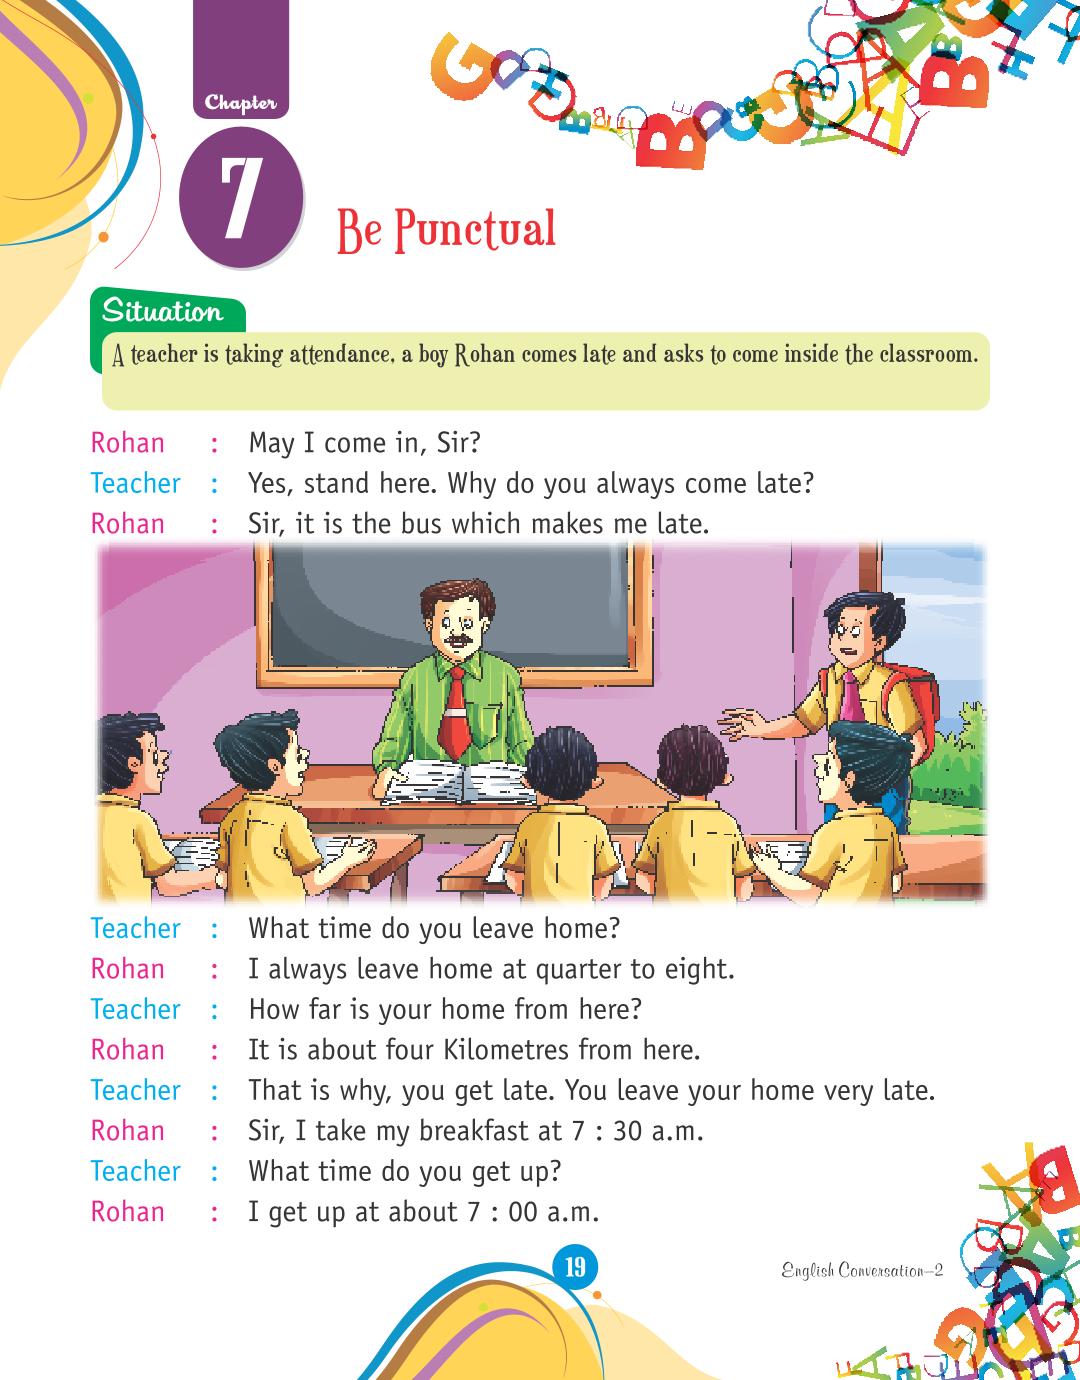 Chapter
7
Be Punctual
Situation
A teacher is taking attendance, a boy Rohan comes late and asks to come inside the classroom.
Rohan : May I come in, Sir?
Teacher : Yes, stand here. Why do you always come late?
Rohan : Sir, it is the bus which makes me late.
Teacher : What time do you leave home?
Rohan : I always leave home at quarter to eight.
Teacher : How far is your home from here?
Rohan : It is about four Kilometres from here.
Teacher : That is why, you get late. You leave your home very late.
Rohan : Sir, I take my breakfast at 7 : 30 a.m.
Teacher : What time do you get up?
Rohan : I get up at about 7 : 00 a.m.
19
English Conversation–2